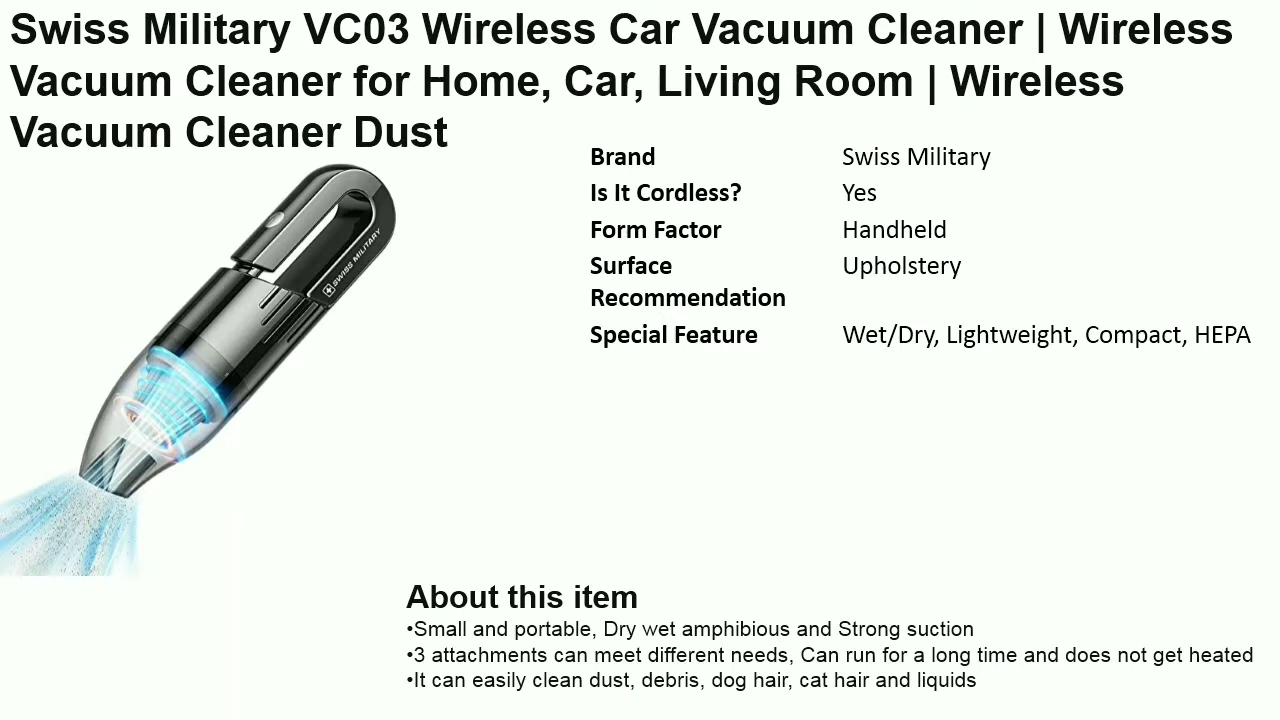 Swiss Military VC03 Wireless Car Vacuum Cleaner | Wireless
Vacuum Cleaner for Home, Car, Living Room | Wireless
Vacuum Cleaner Dust
SWISS MILITARY
Brand Swiss Military
Is It Cordless? Yes
Form Factor Handheld
Surface Upholstery
Recommendation
Special Feature Wet/Dry, Lightweight, Compact, HEPA
About this item
•Small and portable, Dry wet amphibious and Strong suction
•3 attachments can meet different needs, Can run for a long time and does not get heated
•It can easily clean dust, debris, dog hair, cat hair and liquids